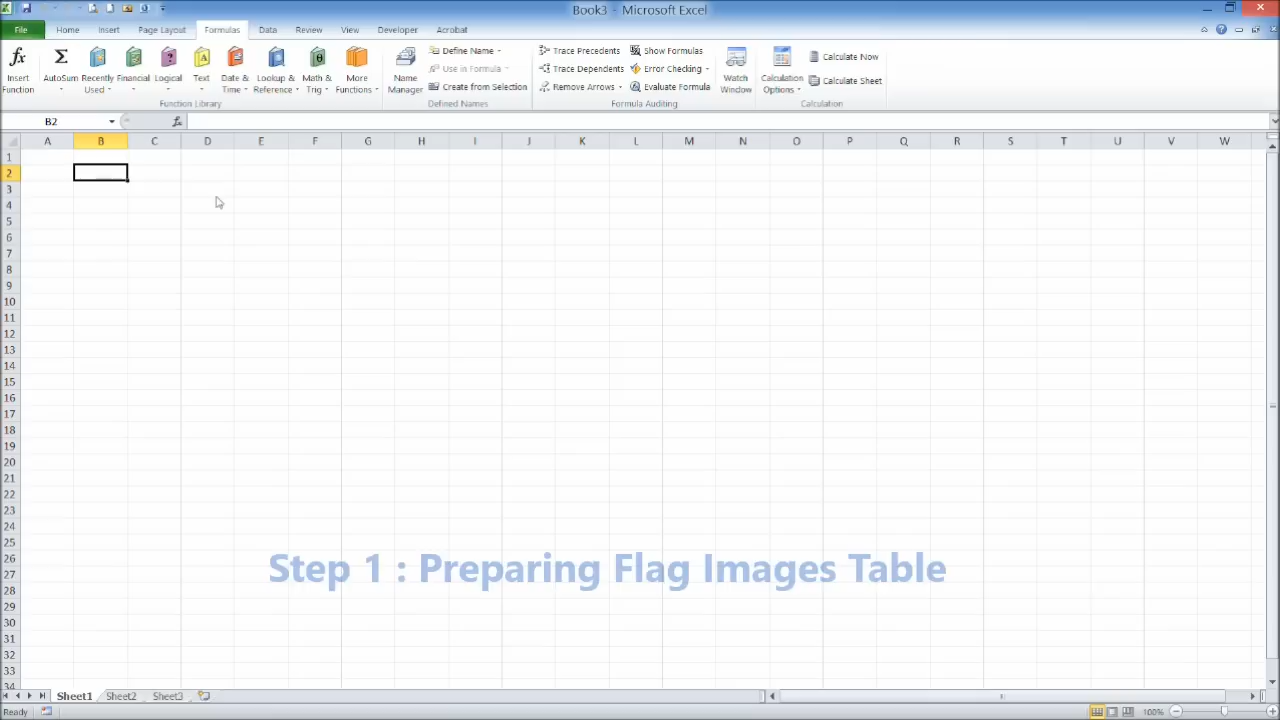 Book3 - Microsoft Excel
File Home Insert Page Layout Formulas Data Review View Developer Acrobat
Insert Function
AutoSum
Recently Used
Financial
Logical
Text
Date & Time
Lookup & Reference
Math & Trig
More Functions
Function Library
Name Manager
Define Name
Use in Formula
Create from Selection
Defined Names
Trace Precedents
Trace Dependents
Remove Arrows
Show Formulas
Error Checking
Evaluate Formula
Formula Auditing
Watch Window
Calculation Options
Calculate Now
Calculate Sheet
Calculation
B2
fx
A B C D E F G H I J K L M N O P Q R S T U V W
1
2
3
4
5
6
7
8
9
10
11
12
13
14
15
16
17
18
19
20
21
22
23
24
25
26
27
28
29
30
31
32
33
34
Step 1 : Preparing Flag Images Table
Sheet1 Sheet2 Sheet3
Ready
100%